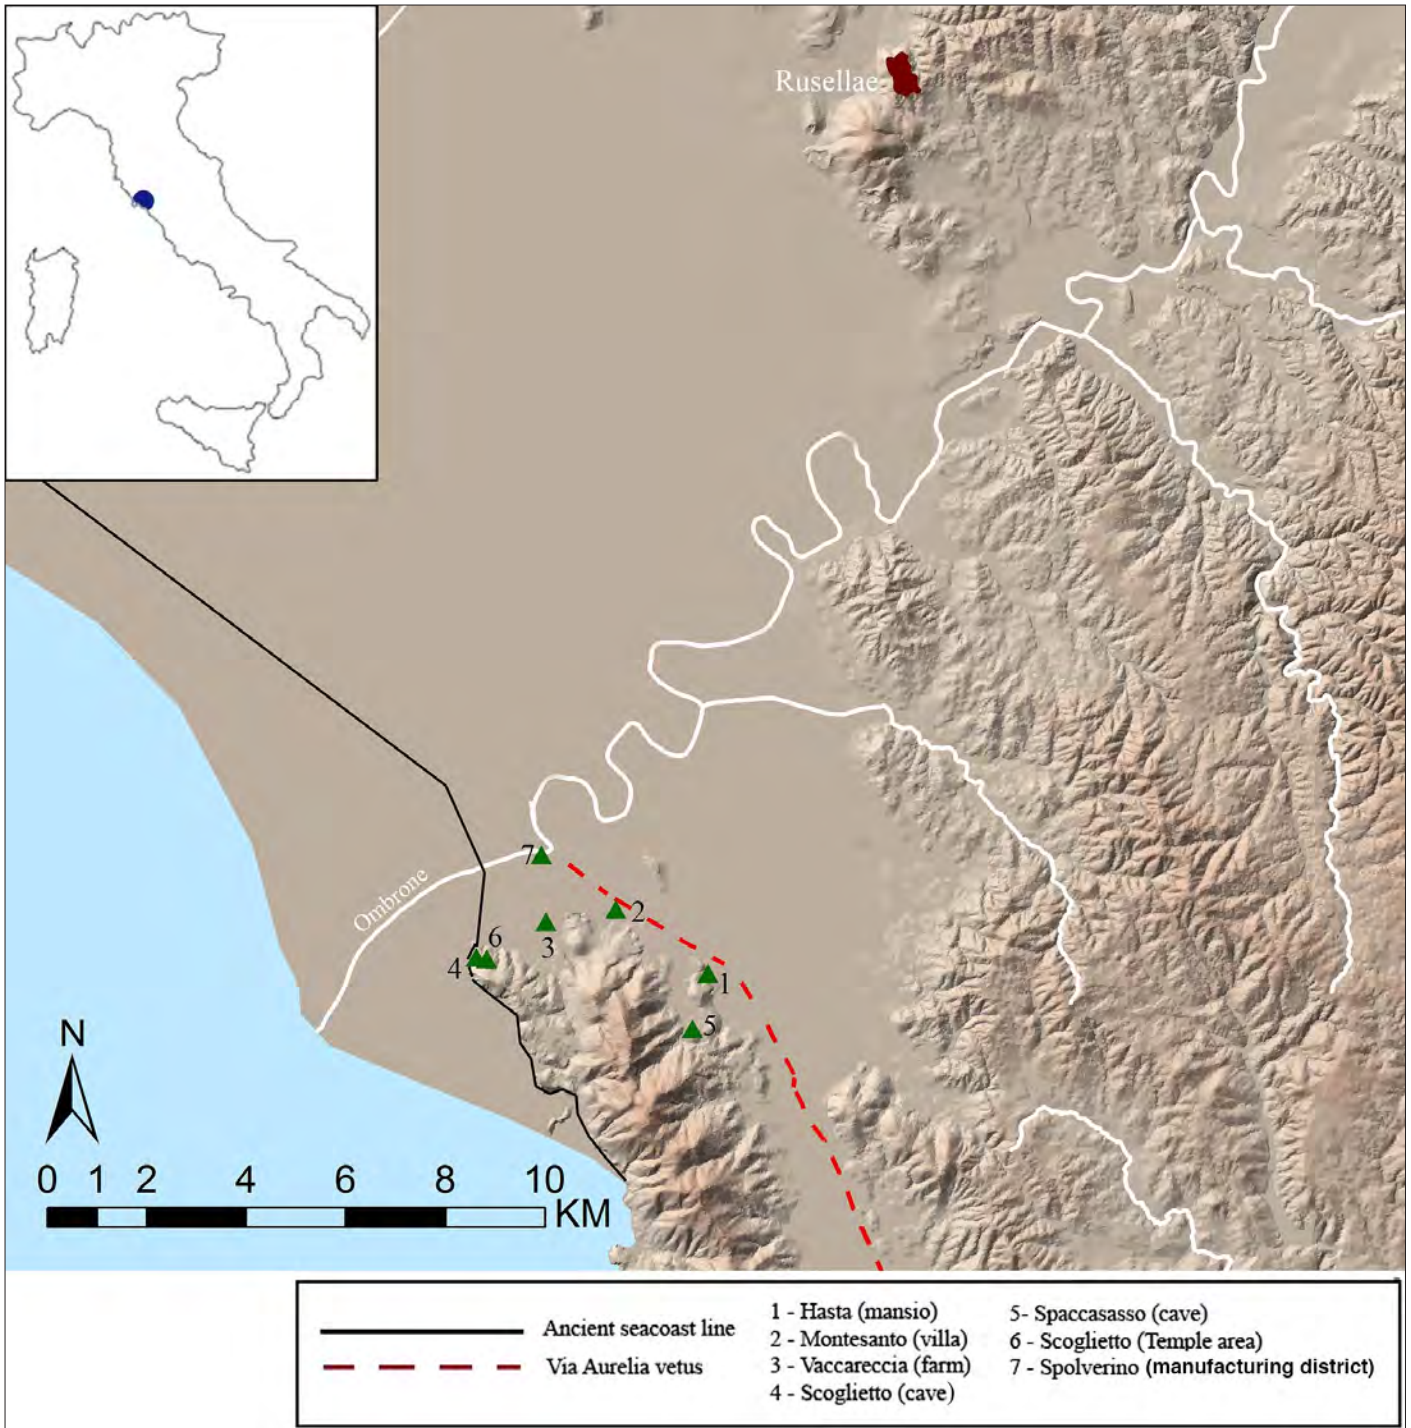 Rusellae
Ombrone
7
2
3
6
4
1
5
N
0 1 2 4 6 8 10
KM
Ancient seacoast line
Via Aurelia vetus
1 - Hasta (mansio)
2 - Montesanto (villa)
3 - Vaccareccia (farm)
4 - Scoglietto (cave)
5- Spaccasasso (cave)
6 - Scoglietto (Temple area)
7 - Spolverino (manufacturing district)